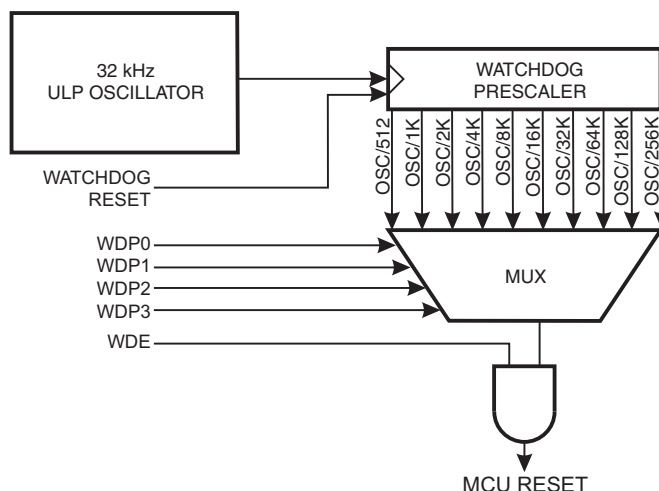 32 kHz
ULP OSCILLATOR
WATCHDOG
PRESCALER
OSC/512
OSC/1K
OSC/2K
OSC/4K
OSC/8K
OSC/16K
OSC/32K
OSC/64K
OSC/128K
OSC/256K
WATCHDOG
RESET
WDP0
WDP1
WDP2
WDP3
MUX
WDE
MCU RESET